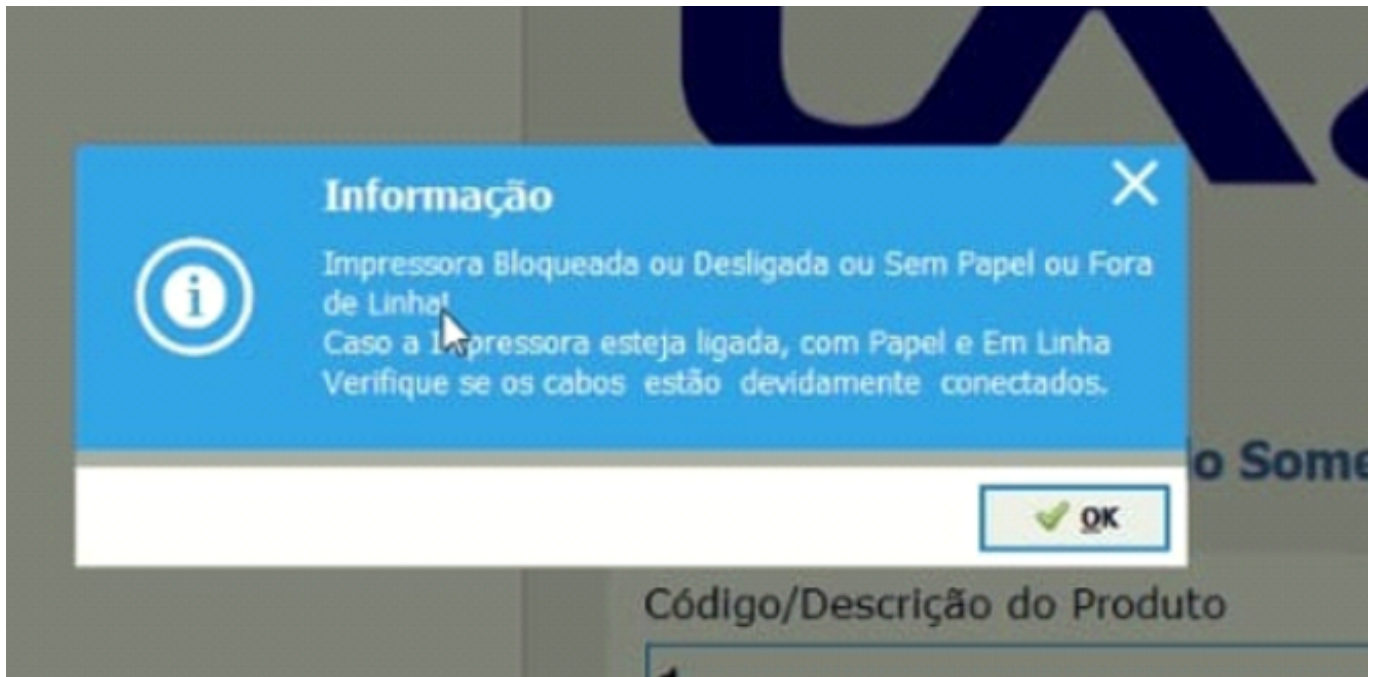 Informação
Impressora Bloqueada ou Desligada ou Sem Papel ou Fora
de Linha!
Caso a Impressora esteja ligada, com Papel e Em Linha
Verifique se os cabos estão devidamente conectados.
o Some
OK
Código/Descrição do Produto